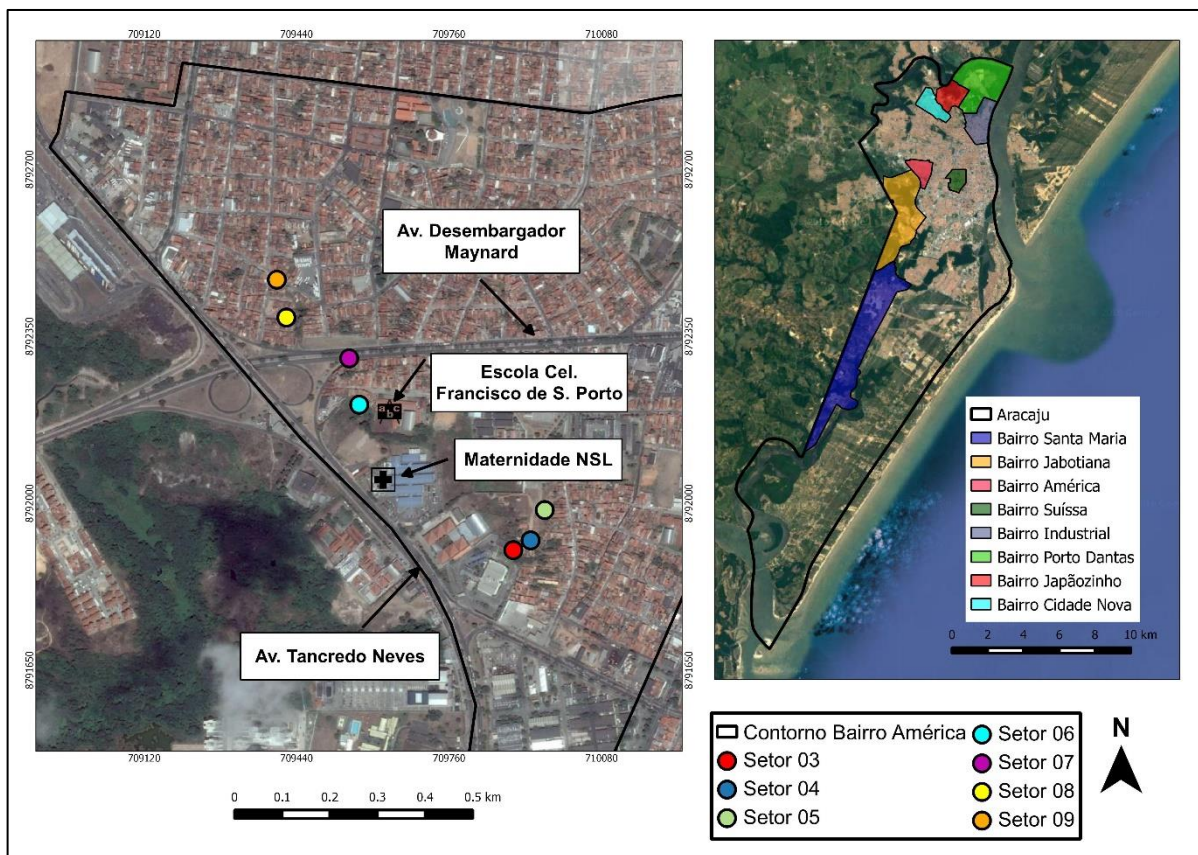 709120 709440 709760 710080
8792700
8792350
8792000
8791650
Av. Desembargador
Maynard
Escola Cel.
Francisco de S. Porto
a b c
Maternidade NSL
Av. Tancredo Neves
8792700
8792350
8792000
8791650
709120 709440 709760 710080
0 0.1 0.2 0.3 0.4 0.5 km
Aracaju
Bairro Santa Maria
Bairro Jabotiana
Bairro América
Bairro Suíssa
Bairro Industrial
Bairro Porto Dantas
Bairro Japãozinho
Bairro Cidade Nova
0 2 4 6 8 10 km
Contorno Bairro América
Setor 03
Setor 04
Setor 05
Setor 06
Setor 07
Setor 08
Setor 09
N